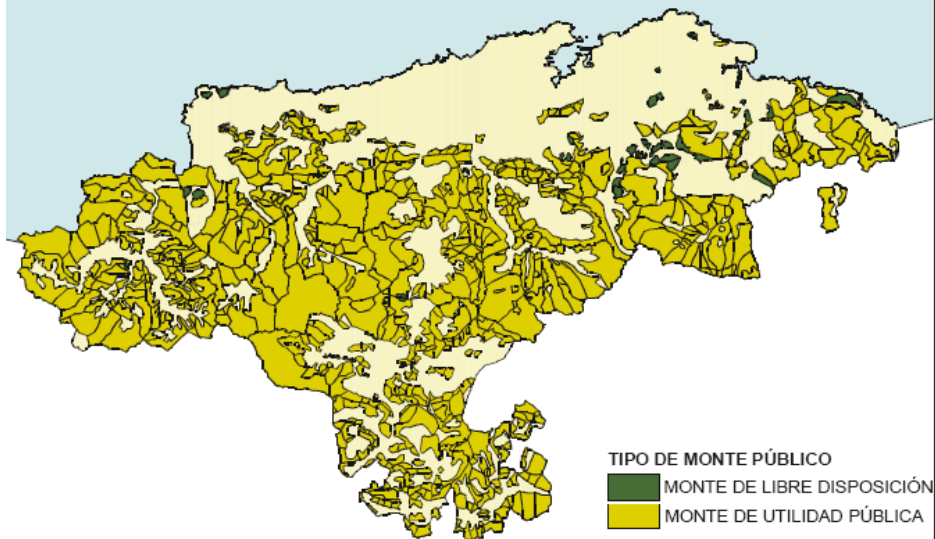 TIPO DE MONTE PÚBLICO
MONTE DE LIBRE DISPOSICIÓN
MONTE DE UTILIDAD PÚBLICA